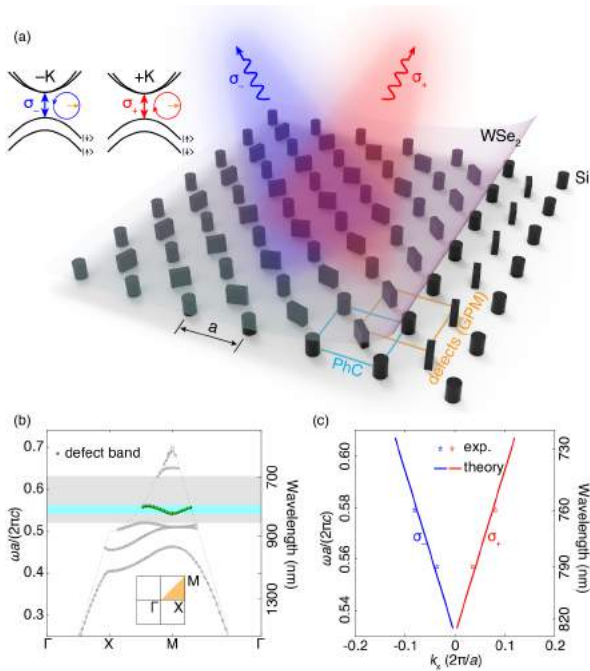 (a)
−K
+K
σ−
σ+
|↓⟩
|↑⟩
|↓⟩
|↑⟩
σ−
σ+
WSe2
Si
a
PhC
defects (GPM)
(b)
0.7
0.6
0.5
0.4
0.3
ωa/(2πc)
defect band
700
900
1300
Wavelength (nm)
M
Γ
X
Γ
X
M
Γ
(c)
0.60
0.58
0.56
0.53
ωa/(2πc)
exp.
theory
σ−
σ+
730
760
790
820
Wavelength (nm)
-0.2
-0.1
0
0.1
0.2
kx (2π/a)